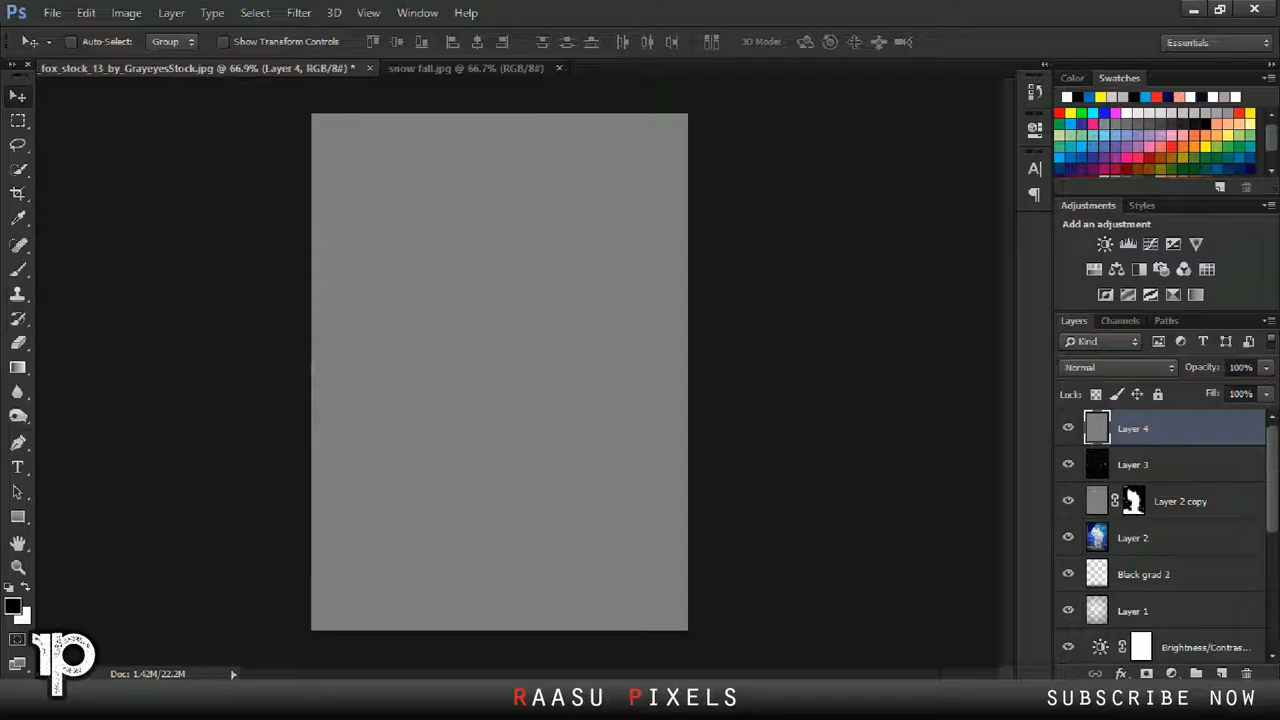 Ps File Edit Image Layer Type Select Filter 3D View Window Help
Auto-Select: Group Show Transform Controls 3D Mode: Essentials
fox_stock_13_by_GrayeyesStock.jpg @ 66.9% (Layer 4, RGB/8#) * × snow fall.jpg @ 66.7% (RGB/8#) ×
Color Swatches
Adjustments Styles
Add an adjustment
Layers Channels Paths
Kind
Normal Opacity: 100%
Lock: Fill: 100%
Layer 4
Layer 3
Layer 2 copy
Layer 2
Black grad 2
Layer 1
Brightness/Contras...
Doc: 1.42M/22.2M
RAASU PIXELS
SUBSCRIBE NOW